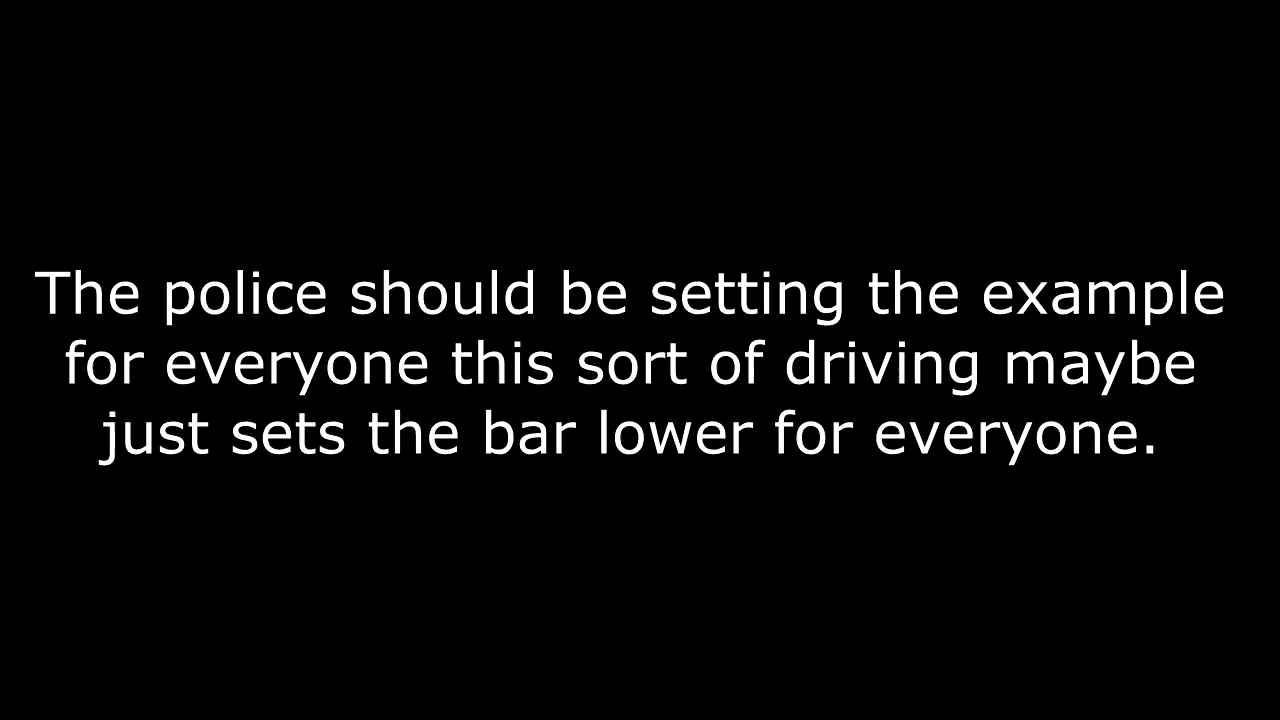 The police should be setting the example
for everyone this sort of driving maybe
just sets the bar lower for everyone.